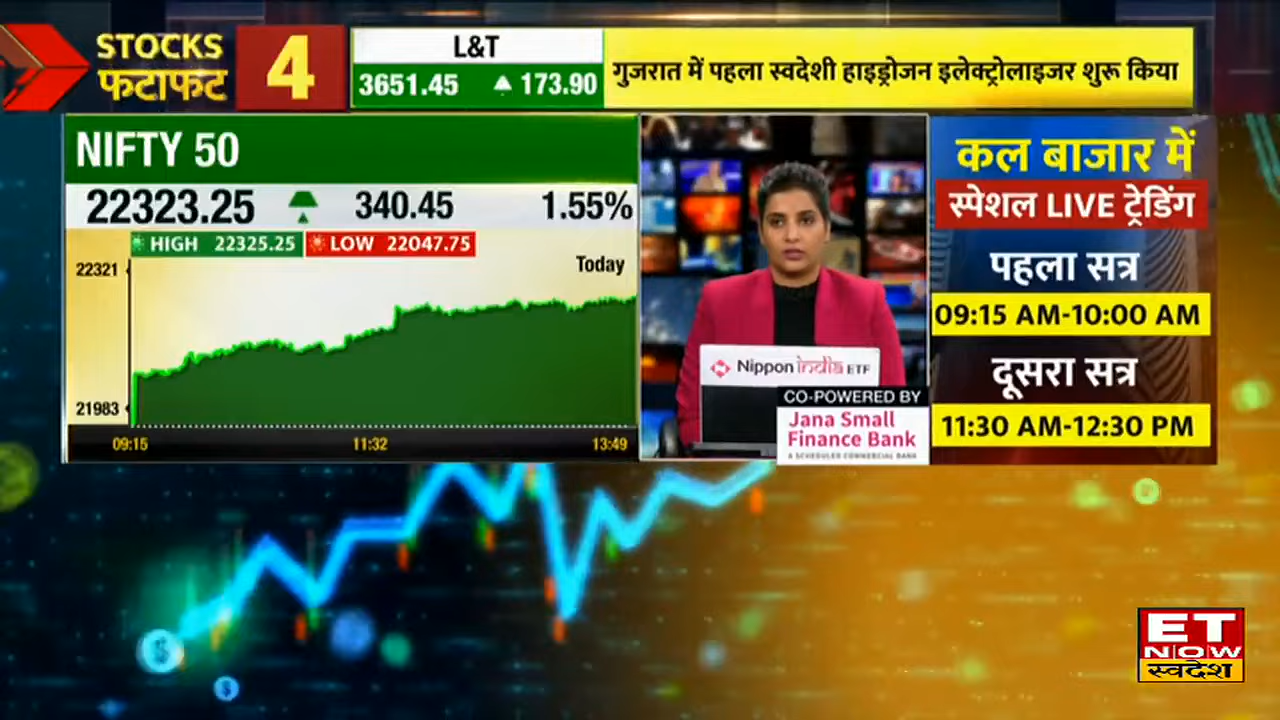 STOCKS
फटाफट
4
L&T
3651.45 ▲ 173.90
गुजरात में पहला स्वदेशी हाइड्रोजन इलेक्ट्रोलाइजर शुरू किया
NIFTY 50
22323.25 340.45 1.55%
HIGH 22325.25 LOW 22047.75
Today
22321
21983
09:15 11:32 13:49
Nippon india ETF
CO-POWERED BY
Jana Small
Finance Bank
A SCHEDULED COMMERCIAL BANK
कल बाजार में
स्पेशल LIVE ट्रेडिंग
पहला सत्र
09:15 AM-10:00 AM
दूसरा सत्र
11:30 AM-12:30 PM
ET
NOW
स्वदेश